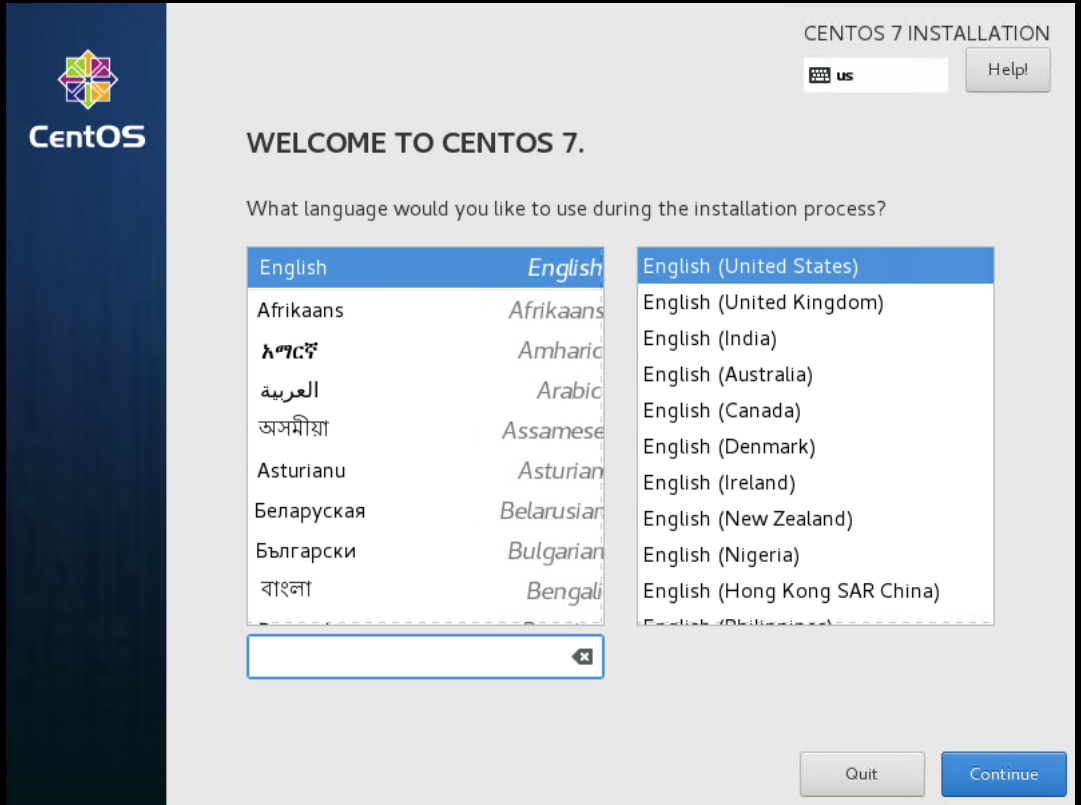 CentOS
CENTOS 7 INSTALLATION
us
Help!
WELCOME TO CENTOS 7.
What language would you like to use during the installation process?
English English
Afrikaans Afrikaans
አማርኛ Amharic
العربية Arabic
অসমীয়া Assamese
Asturianu Asturian
Беларуская Belarusian
Български Bulgarian
বাংলা Bengali
English (United States)
English (United Kingdom)
English (India)
English (Australia)
English (Canada)
English (Denmark)
English (Ireland)
English (New Zealand)
English (Nigeria)
English (Hong Kong SAR China)
English (Philippines)
Quit
Continue